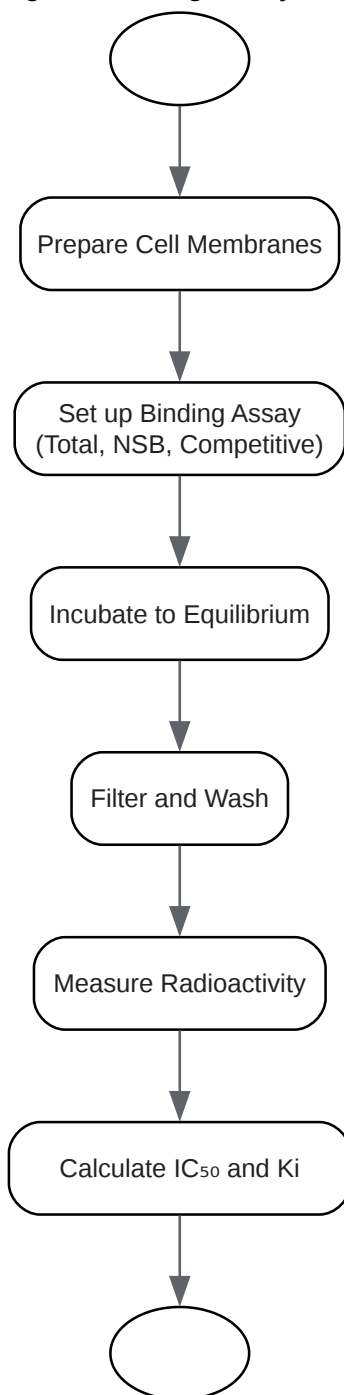 Prepare Cell Membranes
Set up Binding Assay
(Total, NSB, Competitive)
Incubate to Equilibrium
Filter and Wash
Measure Radioactivity
Calculate IC₅₀ and Ki